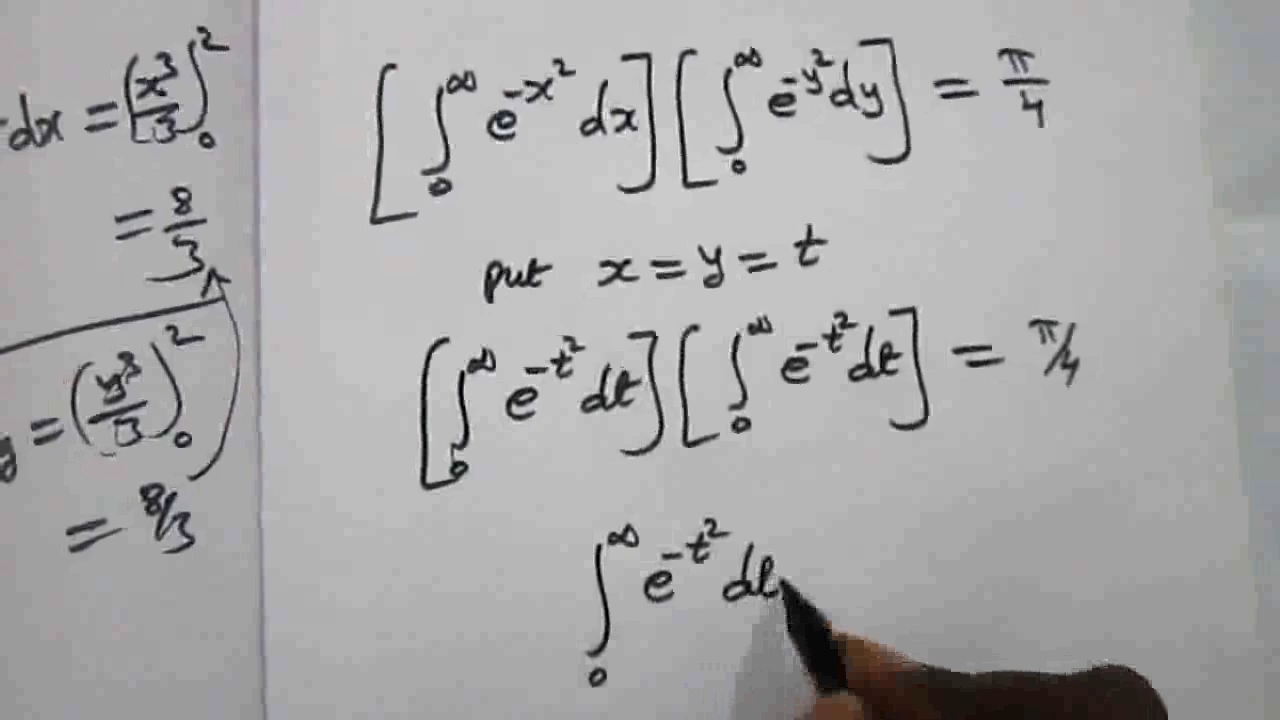 -dx = (x³/3)₀²
= 8/3
y = (y³/3)₀²
= 8/3
[∫₀^∞ e^(-x²) dx] [∫₀^∞ e^(-y²) dy] = π/4
put x = y = t
[∫₀^∞ e^(-t²) dt] [∫₀^∞ e^(-t²) dt] = π/4
∫₀^∞ e^(-t²) dt